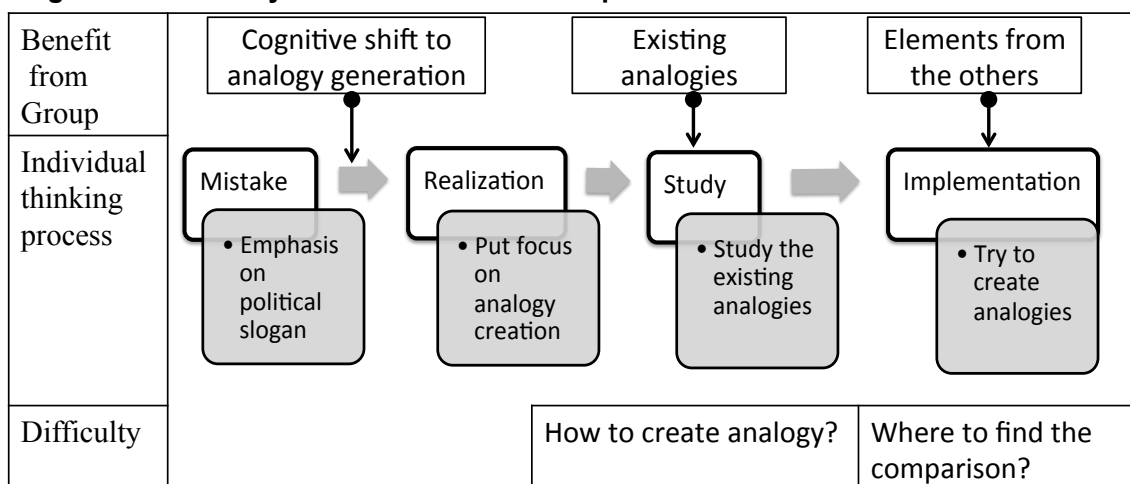 Benefit
from
Group
Cognitive shift to
analogy generation
Existing
analogies
Elements from
the others
Individual
thinking
process
Mistake
• Emphasis
on
political
slogan
Realization
• Put focus
on
analogy
creation
Study
• Study the
existing
analogies
Implementation
• Try to
create
analogies
Difficulty
How to create analogy?
Where to find the
comparison?